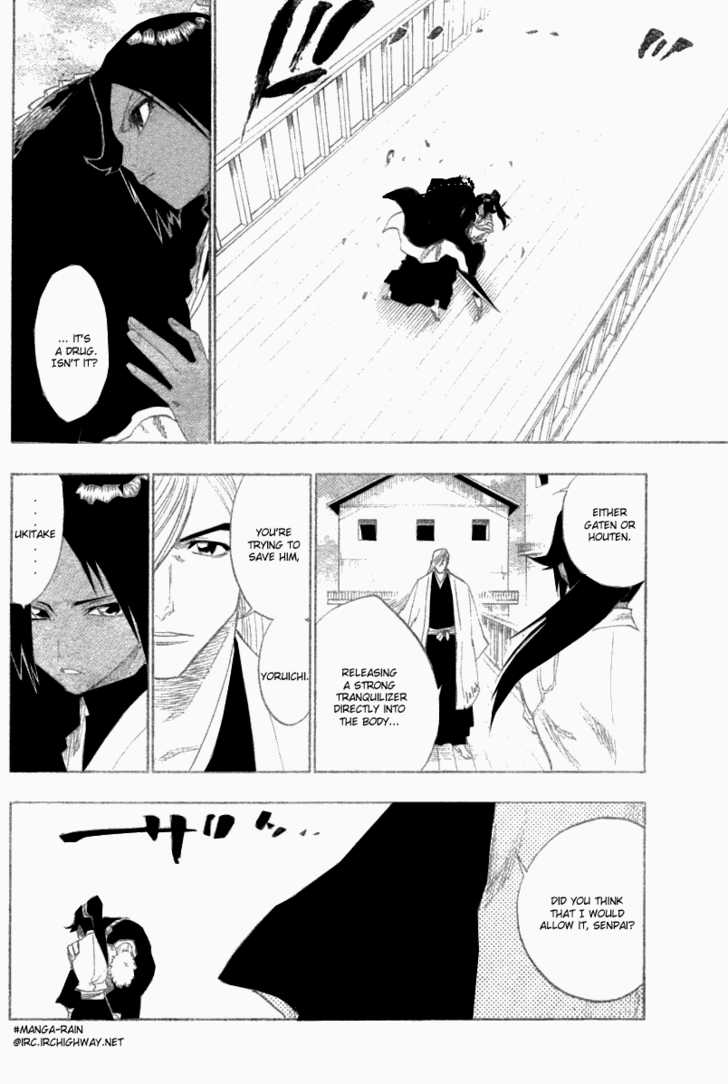 ... IT'S
A DRUG.
ISN'T IT?
EITHER
GATEN OR
HOUTEN.
RELEASING
A STRONG
TRANQUILIZER
DIRECTLY INTO
THE BODY...
YOU'RE
TRYING TO
SAVE HIM,
YORUICHI.
....
UKITAKE
....
DID YOU THINK
THAT I WOULD
ALLOW IT, SENPAI?
#MANGA-RAIN
@IRC.IRCHIGHWAY.NET